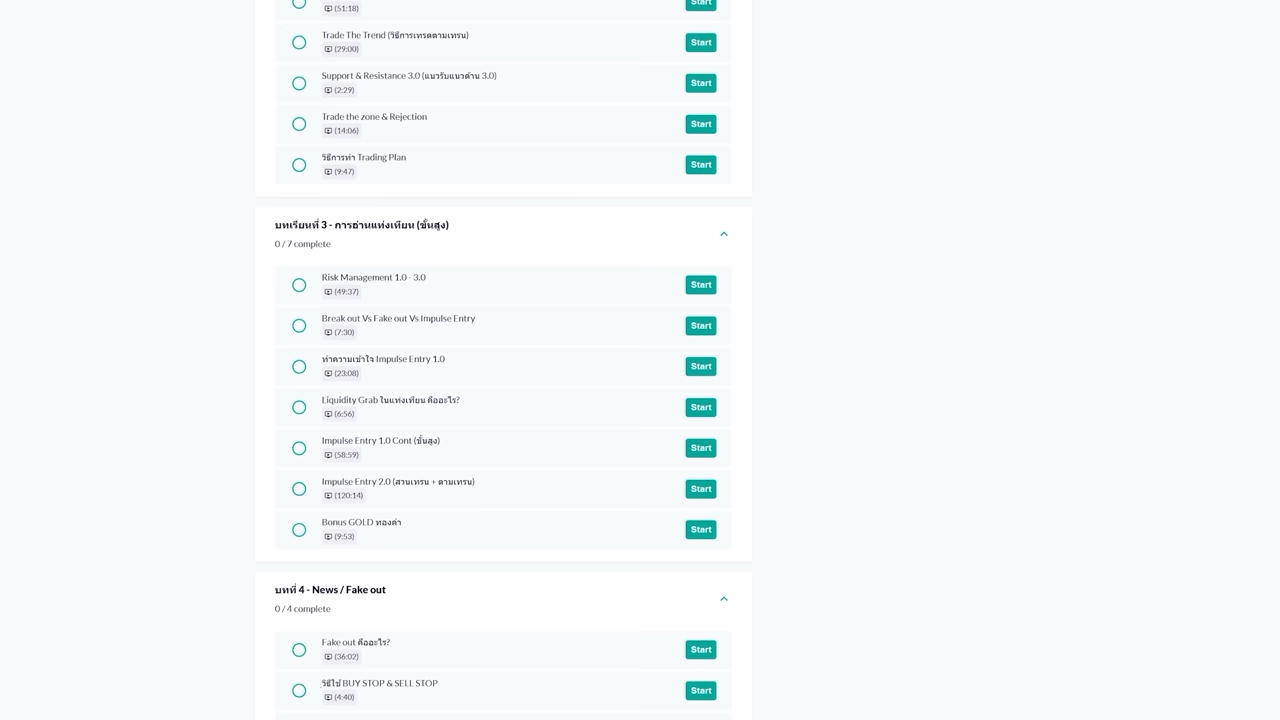 (51:18)
Start
Trade The Trend (วิธีการเทรดตามเทรน)
(29:00)
Start
Support & Resistance 3.0 (แนวรับแนวต้าน 3.0)
(2:29)
Start
Trade the zone & Rejection
(14:06)
Start
วิธีการทำ Trading Plan
(9:47)
Start
บทเรียนที่ 3 - การอ่านแท่งเทียน (ขั้นสูง)
0 / 7 complete
Risk Management 1.0 - 3.0
(49:37)
Start
Break out Vs Fake out Vs Impulse Entry
(7:30)
Start
ทำความเข้าใจ Impulse Entry 1.0
(23:08)
Start
Liquidity Grab ในแท่งเทียน คืออะไร?
(6:56)
Start
Impulse Entry 1.0 Cont (ขั้นสูง)
(58:59)
Start
Impulse Entry 2.0 (สวนเทรน + ตามเทรน)
(120:14)
Start
Bonus GOLD ทองคำ
(9:53)
Start
บทที่ 4 - News / Fake out
0 / 4 complete
Fake out คืออะไร?
(36:02)
Start
วิธีใช้ BUY STOP & SELL STOP
(4:40)
Start